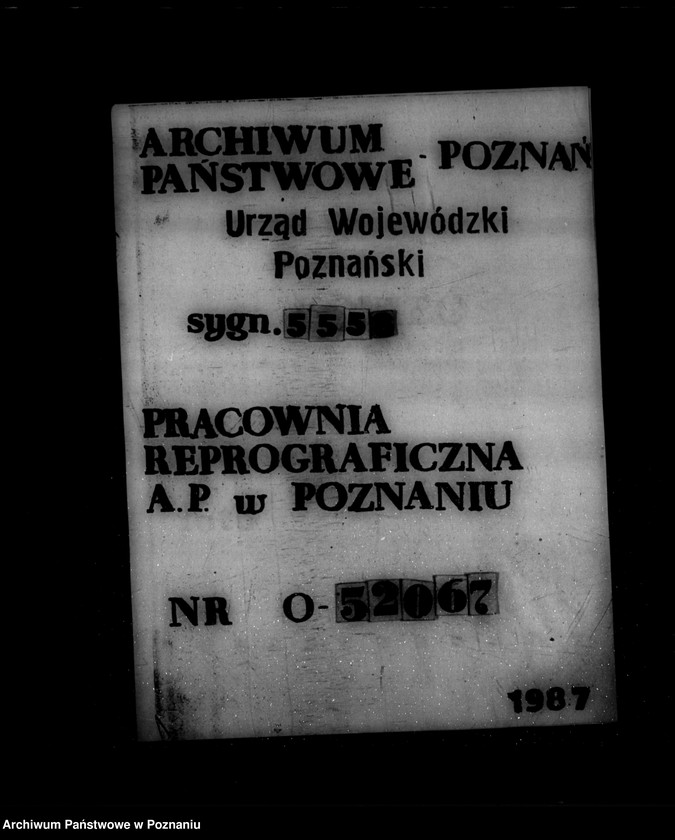 ARCHIWUM
PAŃSTWOWE - POZNAŃ
Urząd Wojewódzki
Poznański
sygn. 555
PRACOWNIA
REPROGRAFICZNA
A.P. w POZNANIU
NR O-52067
1987
Archiwum Państwowe w Poznaniu